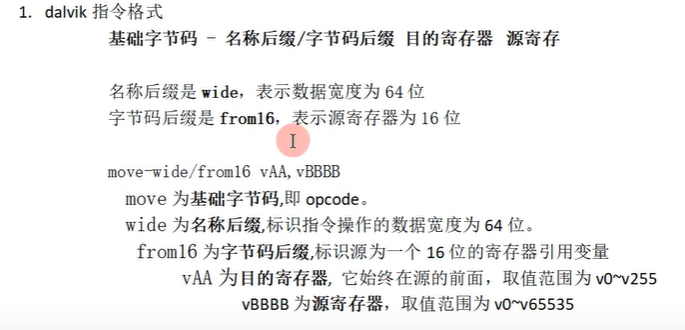 1. dalvik 指令格式
基础字节码 - 名称后缀/字节码后缀 目的寄存器 源寄存
名称后缀是 wide，表示数据宽度为 64 位
字节码后缀是 from16，表示源寄存器为 16 位
move-wide/from16 vAA,vBBBB
move 为基础字节码,即 opcode。
wide 为名称后缀,标识指令操作的数据宽度为 64 位。
from16 为字节码后缀,标识源为一个 16 位的寄存器引用变量
vAA 为目的寄存器, 它始终在源的前面，取值范围为 v0~v255
vBBBB 为源寄存器，取值范围为 v0~v65535